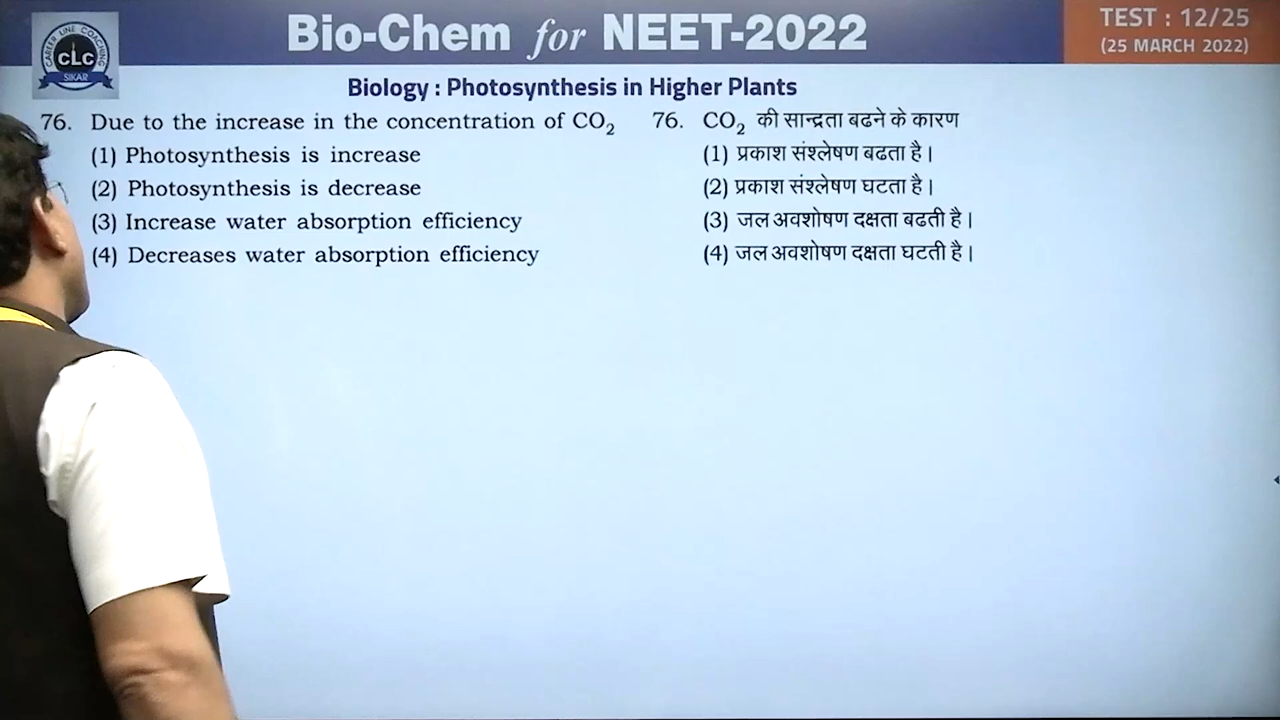 CAREER LINE COACHING
CLC
SIKAR
Bio-Chem for NEET-2022
TEST : 12/25
(25 MARCH 2022)
Biology : Photosynthesis in Higher Plants
76. Due to the increase in the concentration of CO₂
(1) Photosynthesis is increase
(2) Photosynthesis is decrease
(3) Increase water absorption efficiency
(4) Decreases water absorption efficiency
76. CO₂ की सान्द्रता बढने के कारण
(1) प्रकाश संश्लेषण बढता है।
(2) प्रकाश संश्लेषण घटता है।
(3) जल अवशोषण दक्षता बढती है।
(4) जल अवशोषण दक्षता घटती है।